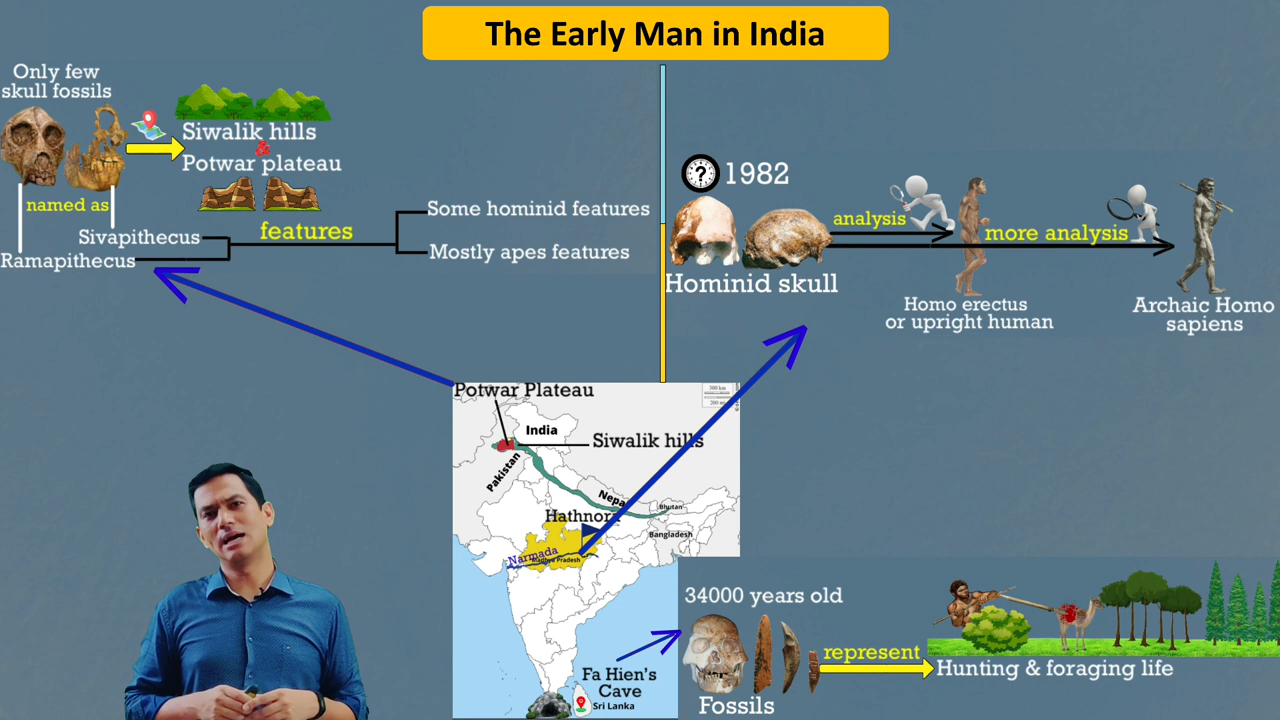 The Early Man in India
Only few
skull fossils
Siwalik hills
&
Potwar plateau
named as
Sivapithecus
Ramapithecus
features
Some hominid features
Mostly apes features
? 1982
Hominid skull
analysis
more analysis
Homo erectus
or upright human
Archaic Homo
sapiens
Potwar Plateau
300 km
India
Siwalik hills
Pakistan
Nepa
Bhutan
Hathnora
Bangladesh
Narmada
Madhya Pradesh
34000 years old
Fa Hien's
Cave
Sri Lanka
Fossils
represent
Hunting & foraging life